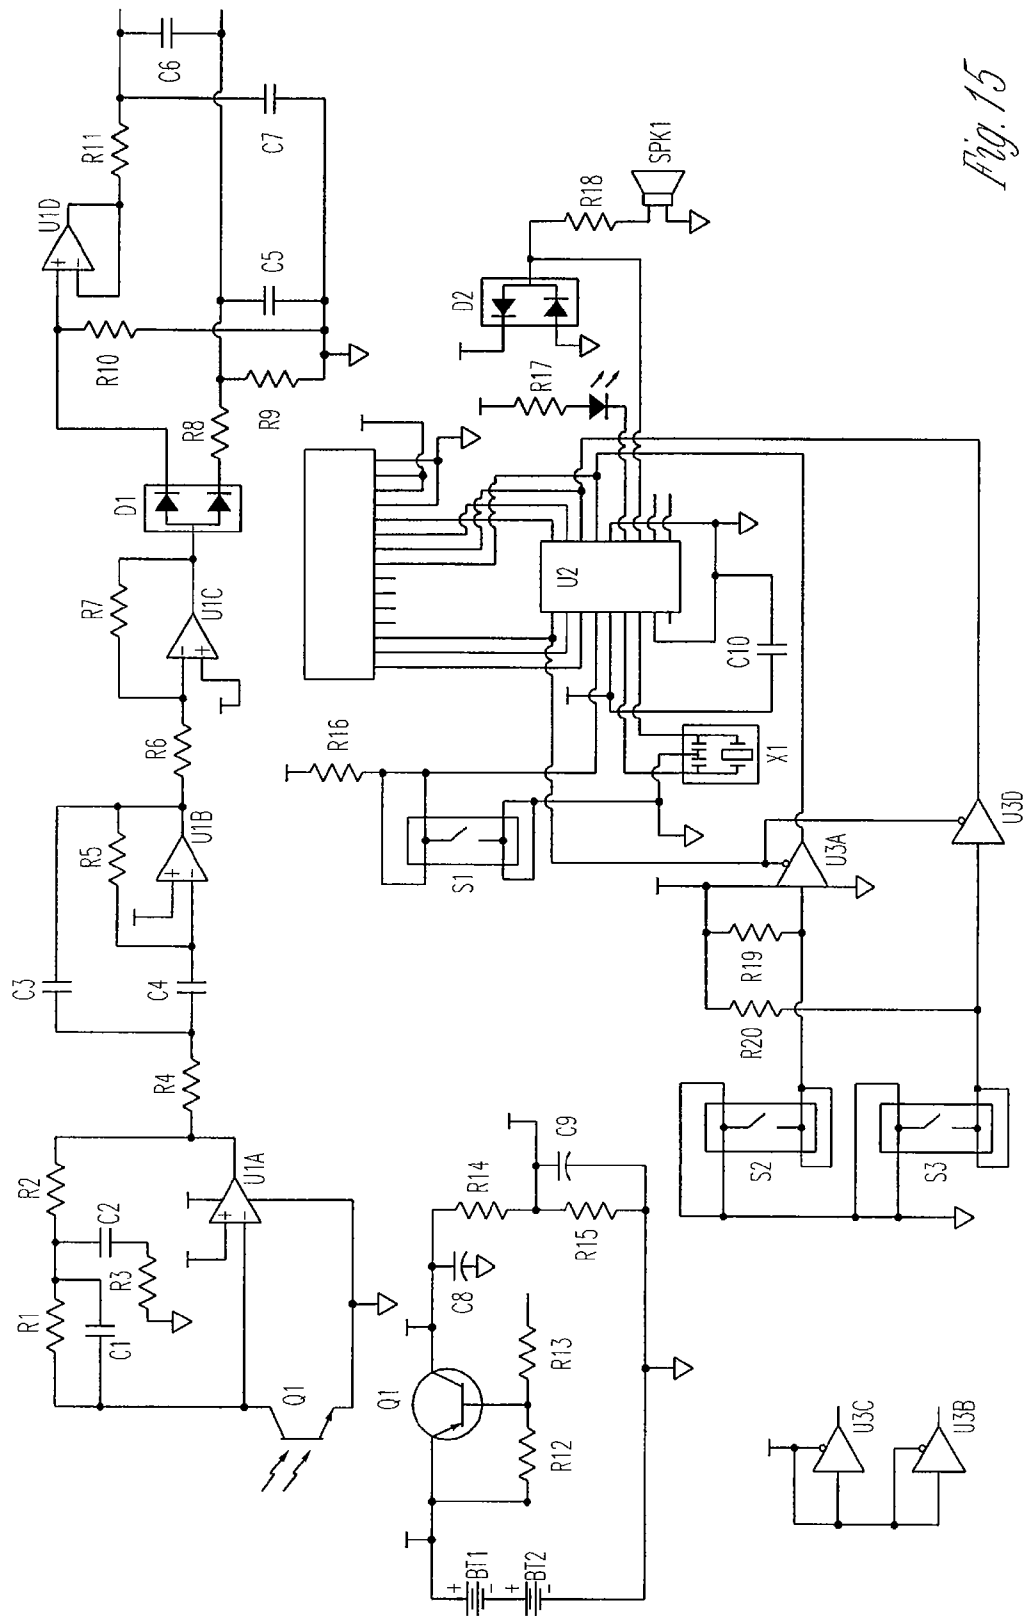 R1
R2
C1
C2
R3
+
-
U1A
Q1
R4
C3
C4
R5
+
-
U1B
R6
R7
-
+
U1C
D1
R8
R9
R10
C5
+
-
U1D
R11
C6
C7
Q1
R12
R13
C8
R14
R15
C9
+
BT1
-
+
BT2
-
R16
S1
U2
C10
X1
R17
D2
R18
SPK1
S2
S3
R20
R19
U3A
U3D
U3C
U3B
Fig. 15